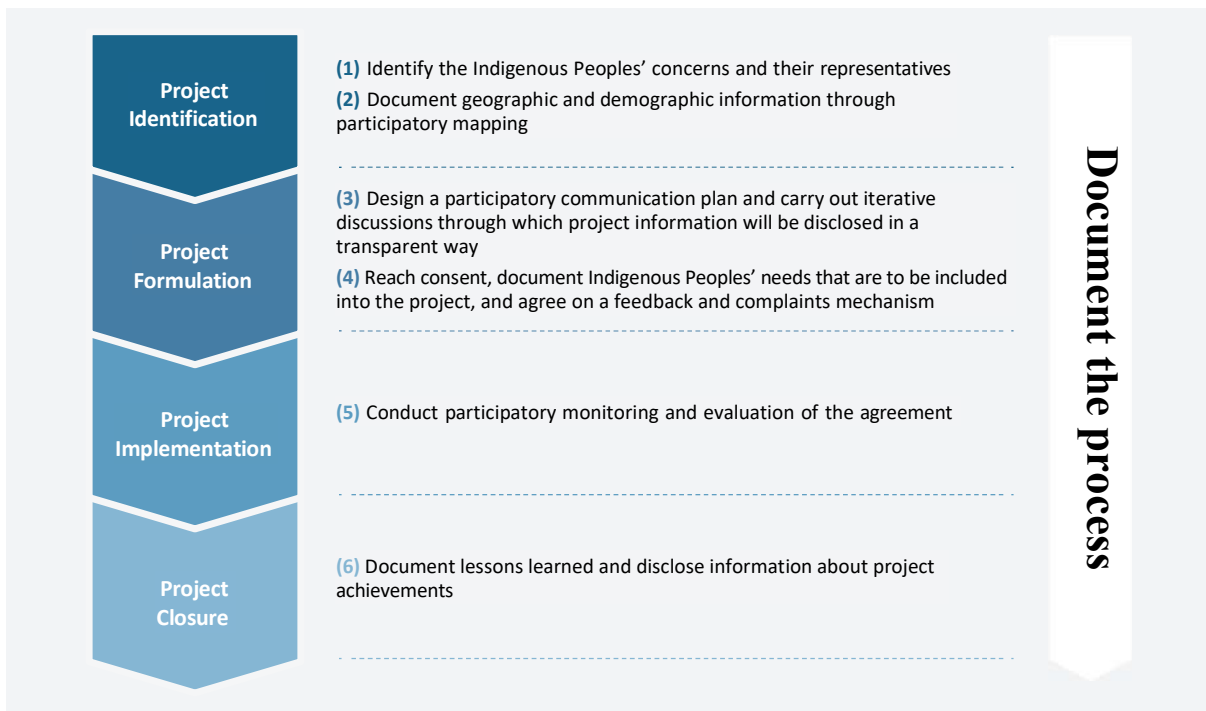 Project
Identification
(1) Identify the Indigenous Peoples’ concerns and their representatives
(2) Document geographic and demographic information through
participatory mapping
Project
Formulation
(3) Design a participatory communication plan and carry out iterative
discussions through which project information will be disclosed in a
transparent way
(4) Reach consent, document Indigenous Peoples’ needs that are to be included
into the project, and agree on a feedback and complaints mechanism
Project
Implementation
(5) Conduct participatory monitoring and evaluation of the agreement
Project
Closure
(6) Document lessons learned and disclose information about project
achievements
Document the process